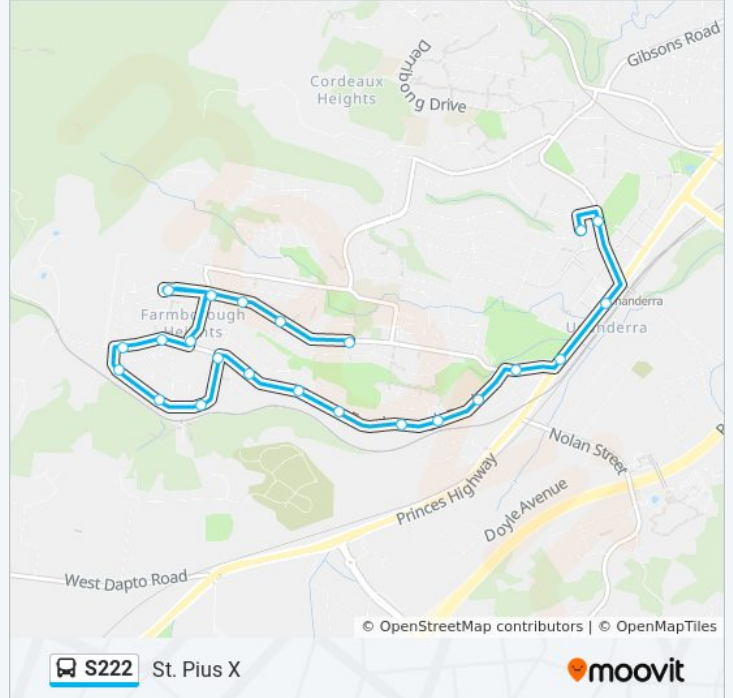 Gibsons Road
Derribong Drive
Cordeaux
Heights
Farmborough
Heights
Unanderra
Nolan Street
Princes Highway
Doyle Avenue
West Dapto Road
© OpenStreetMap contributors | © OpenMapTiles
S222 St. Pius X
moovit